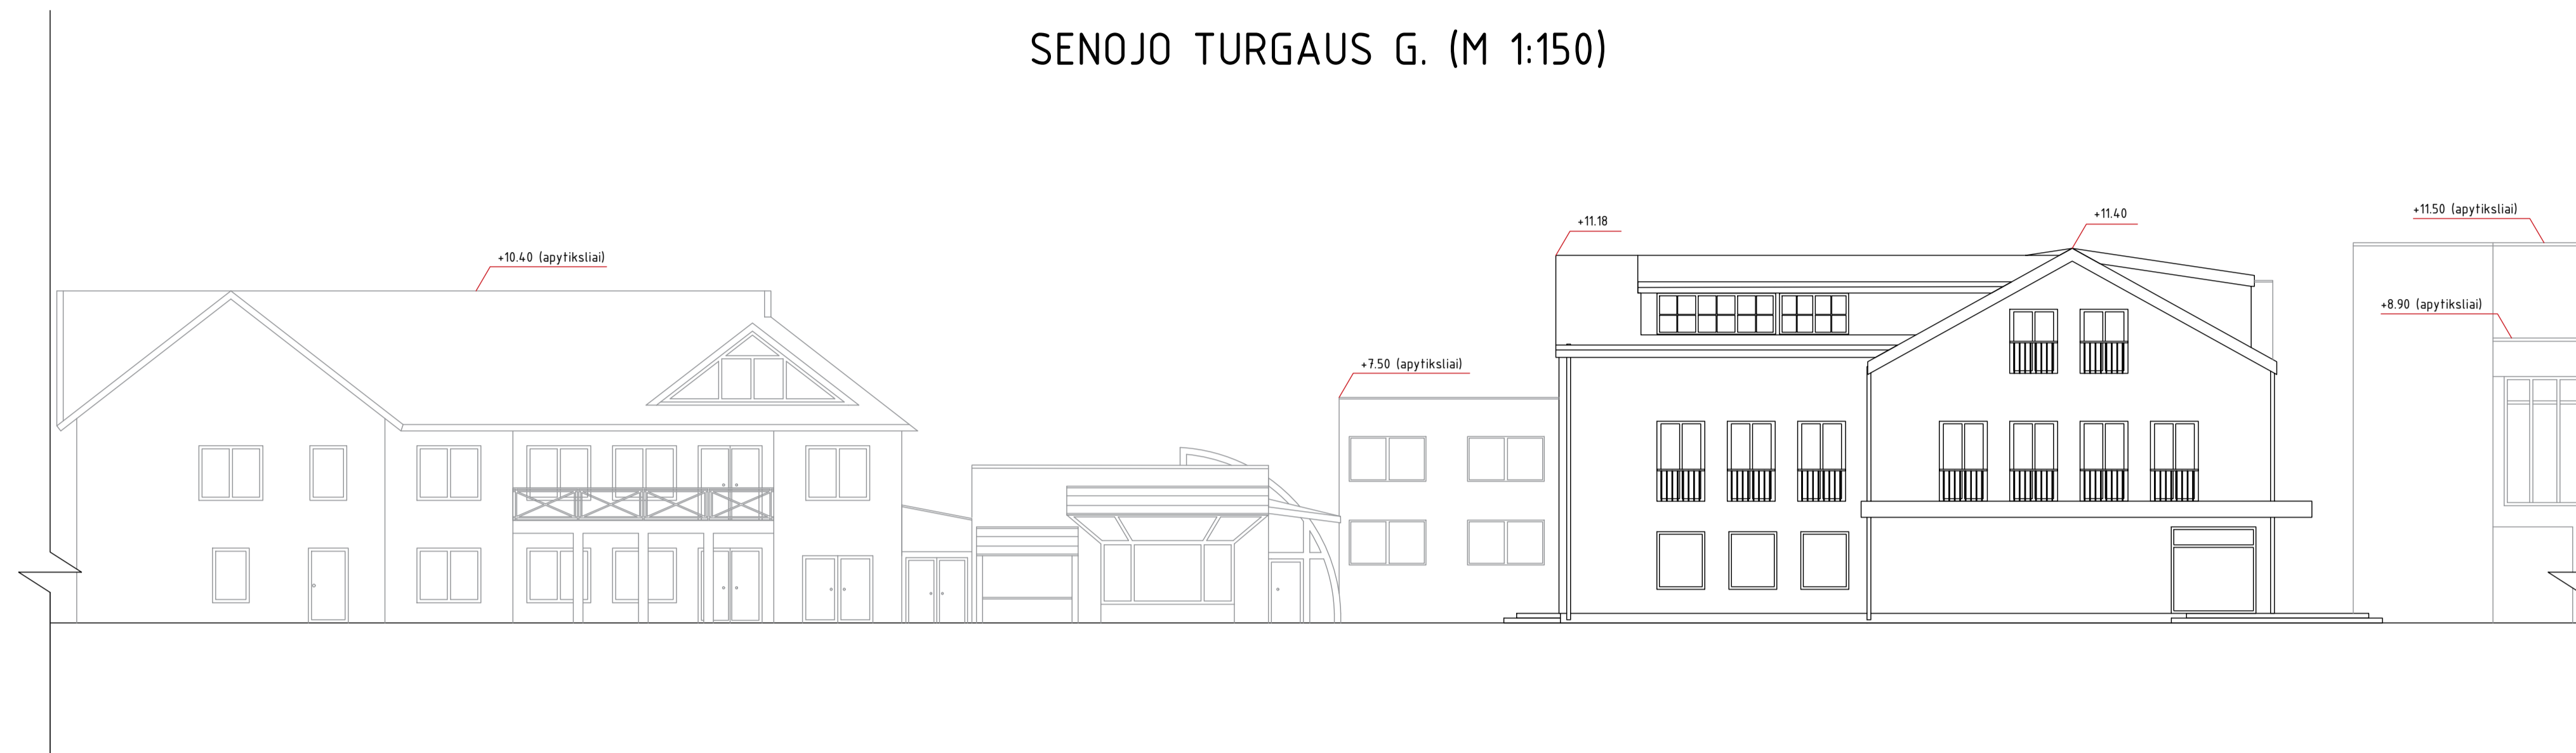 SENOJO TURGAUS G. (M 1:150)
+10.40 (apytiksliai)
+7.50 (apytiksliai)
+11.18
+11.40
+11.50 (apytiksliai)
+8.90 (apytiksliai)